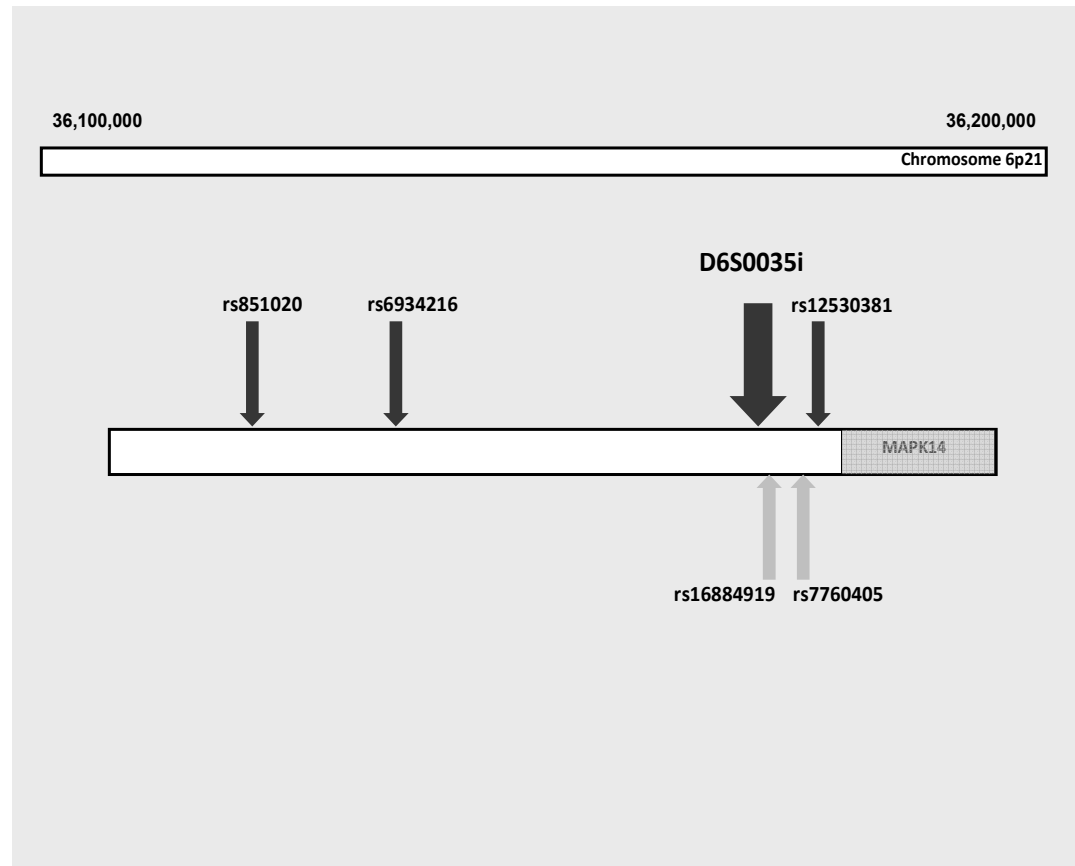 36,100,000 36,200,000
Chromosome 6p21
D6S0035i
rs851020 rs6934216 rs12530381
MAPK14
rs16884919 rs7760405